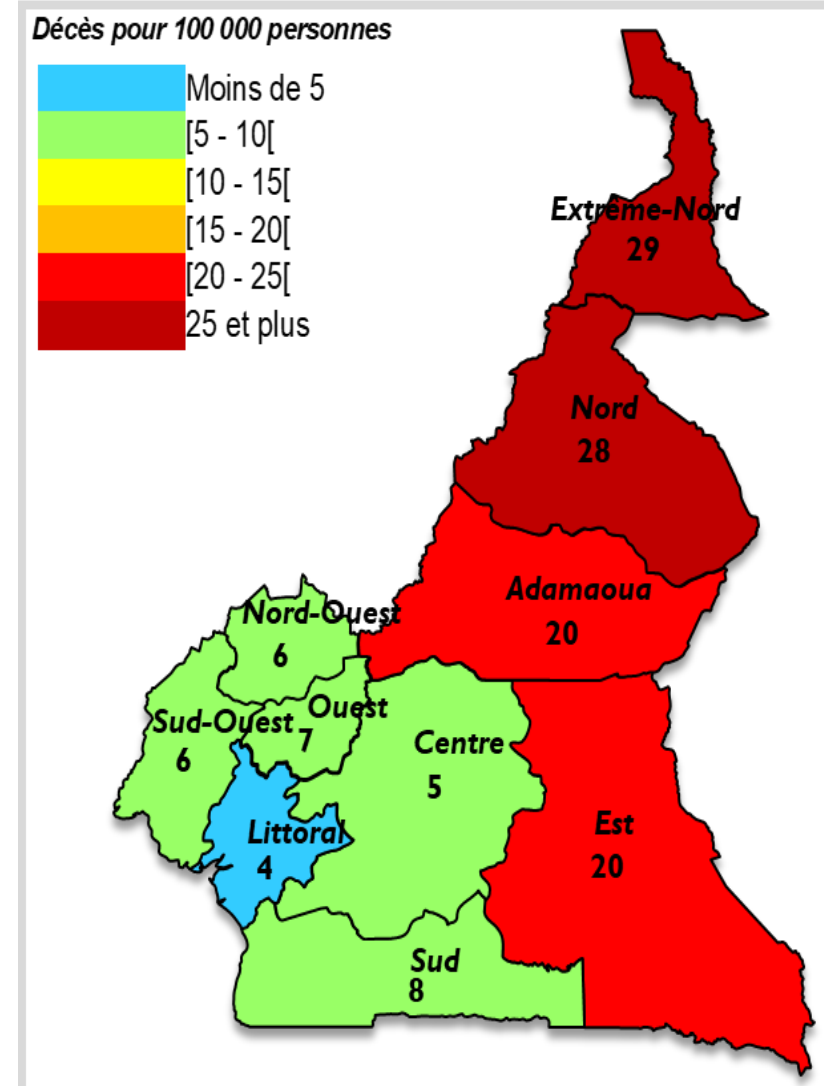 Décès pour 100 000 personnes
Moins de 5
[5 - 10[
[10 - 15[
[15 - 20[
[20 - 25[
25 et plus
Extrême-Nord
29
Nord
28
Adamaoua
20
Nord-Ouest
6
Ouest
7
Sud-Ouest
6
Centre
5
Littoral
4
Est
20
Sud
8